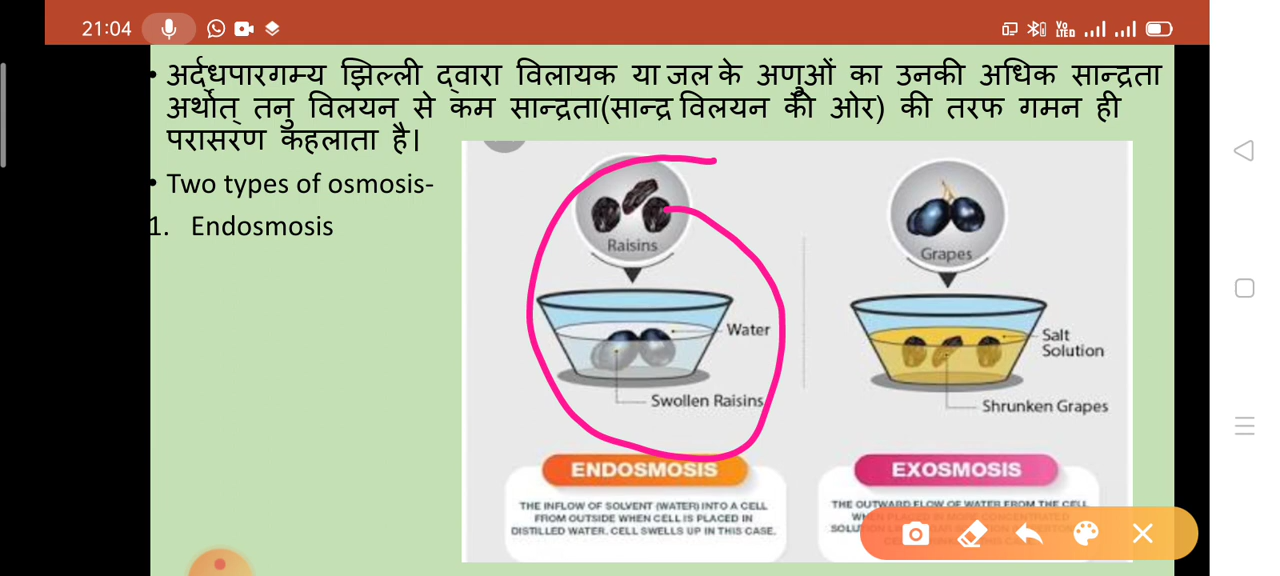 21:04
• अर्द्धपारगम्य झिल्ली द्वारा विलायक या जल के अणुओं का उनकी अधिक सान्द्रता
अर्थात् तनु विलयन से कम सान्द्रता(सान्द्र विलयन की ओर) की तरफ गमन ही
परासरण कहलाता है।
• Two types of osmosis-
1. Endosmosis
Raisins
Water
Swollen Raisins
ENDOSMOSIS
THE INFLOW OF SOLVENT (WATER) INTO A CELL
FROM OUTSIDE WHEN CELL IS PLACED IN
DISTILLED WATER. CELL SWELLS UP IN THIS CASE.
Grapes
Salt
Solution
Shrunken Grapes
EXOSMOSIS
THE OUTWARD FLOW OF WATER FROM THE CELL